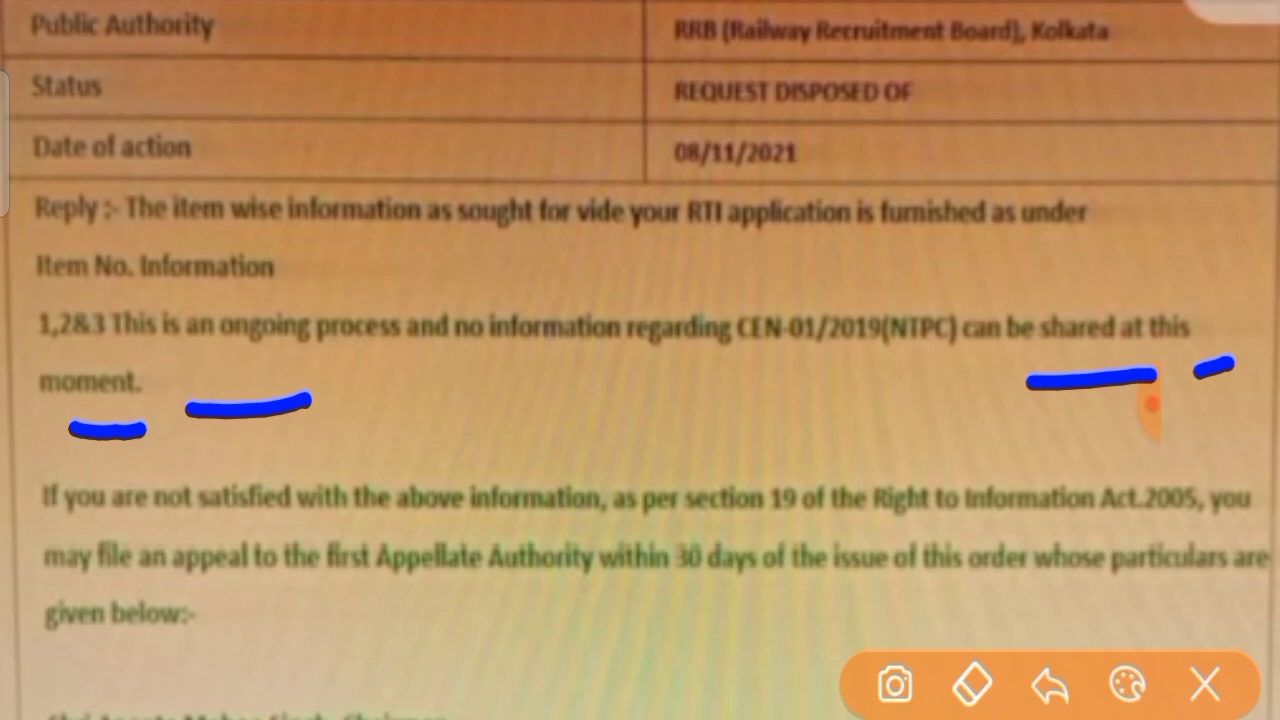 Public Authority RRB (Railway Recruitment Board), Kolkata
Status REQUEST DISPOSED OF
Date of action 08/11/2021
Reply :- The item wise information as sought for vide your RTI application is furnished as under
Item No. Information
1,2&3 This is an ongoing process and no information regarding CEN-01/2019(NTPC) can be shared at this
moment.
If you are not satisfied with the above information, as per section 19 of the Right to Information Act.2005, you
may file an appeal to the first Appellate Authority within 30 days of the issue of this order whose particulars are
given below:-